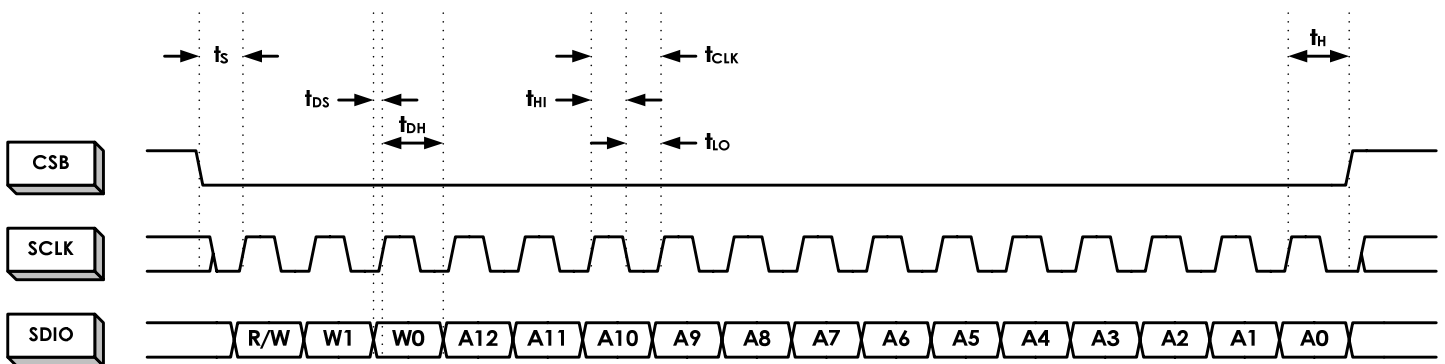 tS tCLK tH
tDS tHI
tDH tLO
CSB
SCLK
SDIO R/W W1 W0 A12 A11 A10 A9 A8 A7 A6 A5 A4 A3 A2 A1 A0